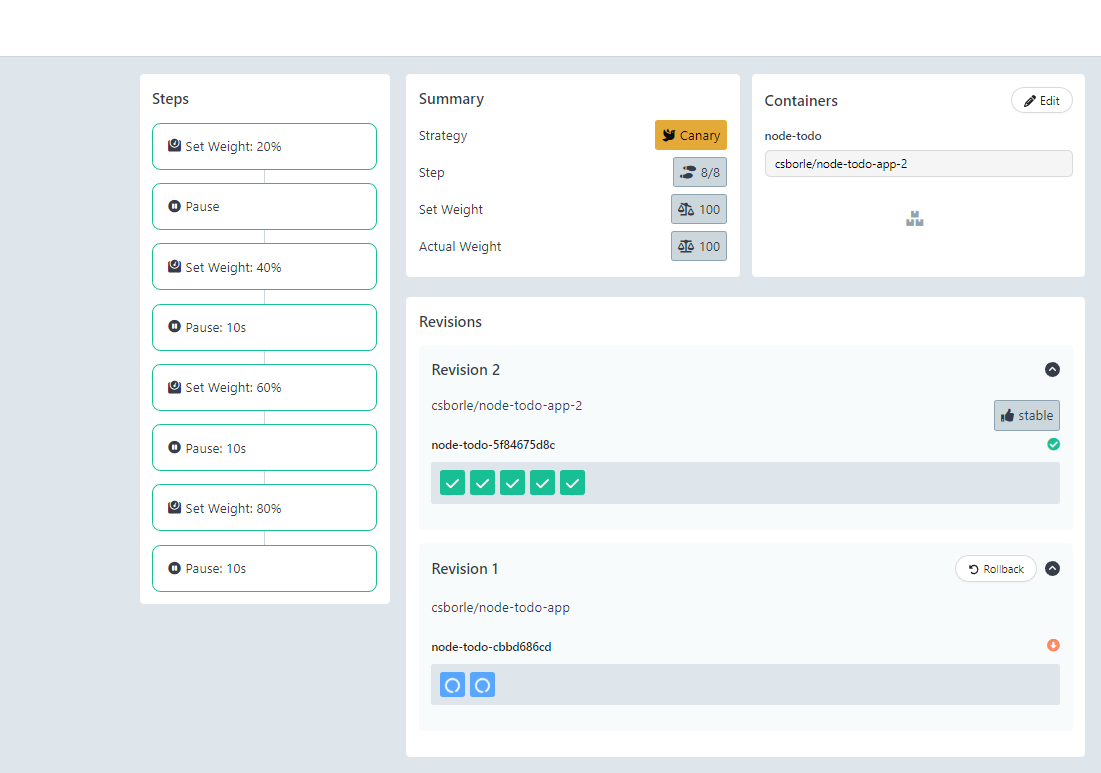 Steps
Set Weight: 20%
Pause
Set Weight: 40%
Pause: 10s
Set Weight: 60%
Pause: 10s
Set Weight: 80%
Pause: 10s
Summary
Strategy Canary
Step 8/8
Set Weight 100
Actual Weight 100
Containers Edit
node-todo
csborle/node-todo-app-2
Revisions
Revision 2
csborle/node-todo-app-2
stable
node-todo-5f84675d8c
Revision 1 Rollback
csborle/node-todo-app
node-todo-cbbd686cd